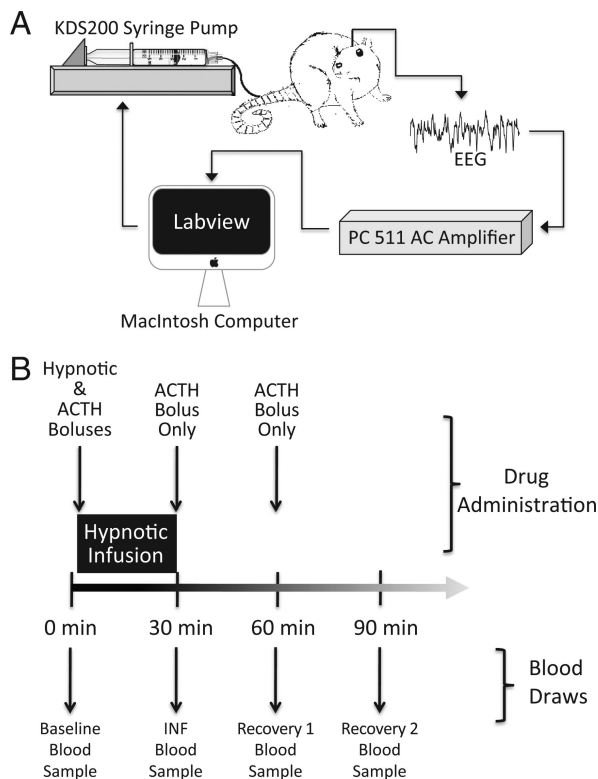 A
KDS200 Syringe Pump
EEG
Labview
PC 511 AC Amplifier
MacIntosh Computer
B
Hypnotic
&
ACTH
Boluses
ACTH
Bolus
Only
ACTH
Bolus
Only
Drug
Administration
Hypnotic
Infusion
0 min
30 min
60 min
90 min
Blood
Draws
Baseline
Blood
Sample
INF
Blood
Sample
Recovery 1
Blood
Sample
Recovery 2
Blood
Sample